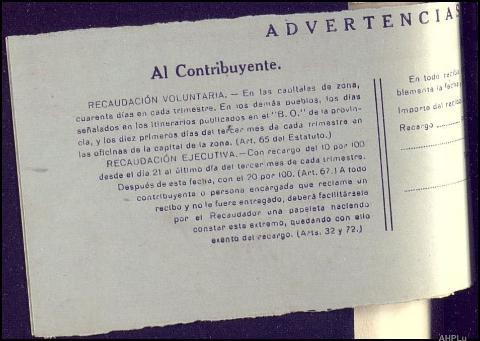 ADVERTENCIAS
Al Contribuyente.
RECAUDACIÓN VOLUNTARIA. — En las capitales de zona,
cuarenta días en cada trimestre. En los demás pueblos, los días
señalados en los itinerarios publicados en el "B. O." de la provin-
cia, y los diez primeros días del tercer mes de cada trimestre en
las oficinas de la capital de la zona. (Art. 65 del Estatuto.)
RECAUDACIÓN EJECUTIVA.—Con recargo del 10 por 100
desde el día 21 al último día del tercer mes de cada trimestre.
Después de esta fecha, con el 20 por 100. (Art. 67.) A todo
contribuyente o persona encargada que reclame un
recibo y no le fuere entregado, deberá facilitársele
por el Recaudador una papeleta haciendo
constar este extremo, quedando con ello
exento del recargo. (Arts. 32 y 72.)
En todo recibo
blemente la fecha
Importe del recibo
Recargo
AHPLu